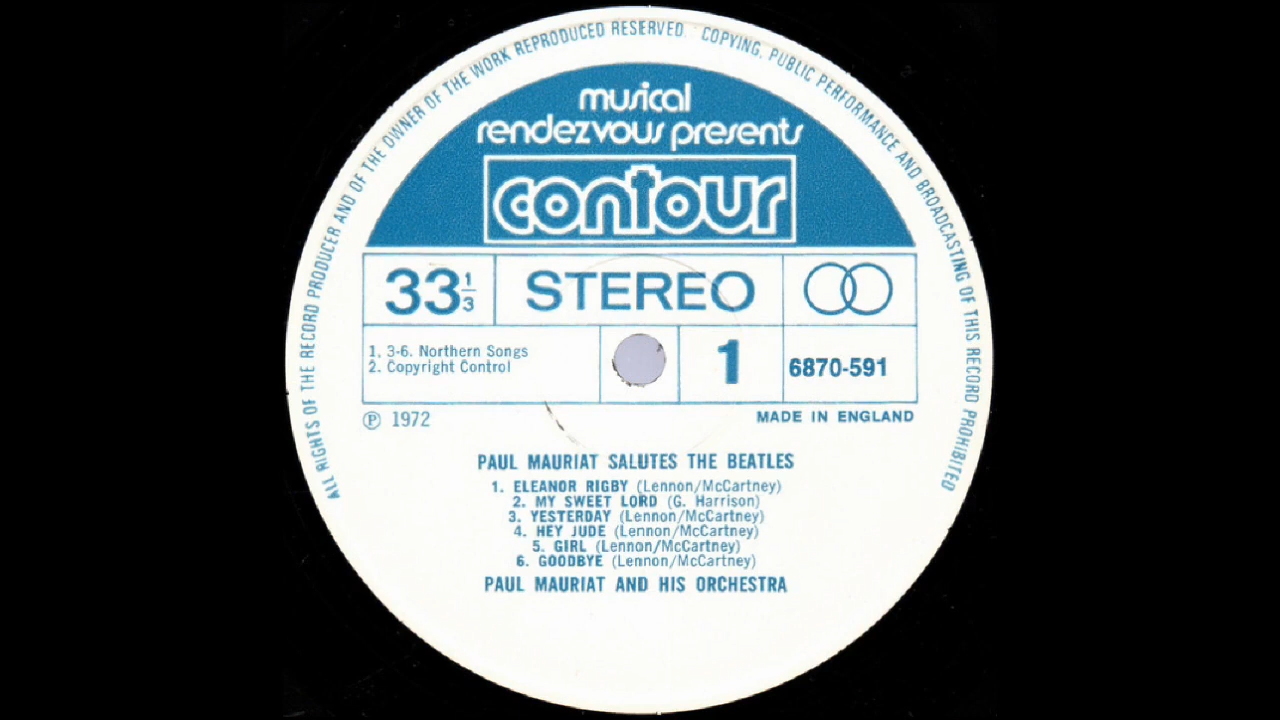 ALL RIGHTS OF THE RECORD PRODUCER AND OF THE OWNER OF THE WORK REPRODUCED RESERVED. COPYING, PUBLIC PERFORMANCE AND BROADCASTING OF THIS RECORD PROHIBITED
musical
rendezvous presents
contour
33 1/3 STEREO
1. 3-6. Northern Songs
2. Copyright Control
1 6870-591
℗ 1972 MADE IN ENGLAND
PAUL MAURIAT SALUTES THE BEATLES
1. ELEANOR RIGBY (Lennon/McCartney)
2. MY SWEET LORD (G. Harrison)
3. YESTERDAY (Lennon/McCartney)
4. HEY JUDE (Lennon/McCartney)
5. GIRL (Lennon/McCartney)
6. GOODBYE (Lennon/McCartney)
PAUL MAURIAT AND HIS ORCHESTRA